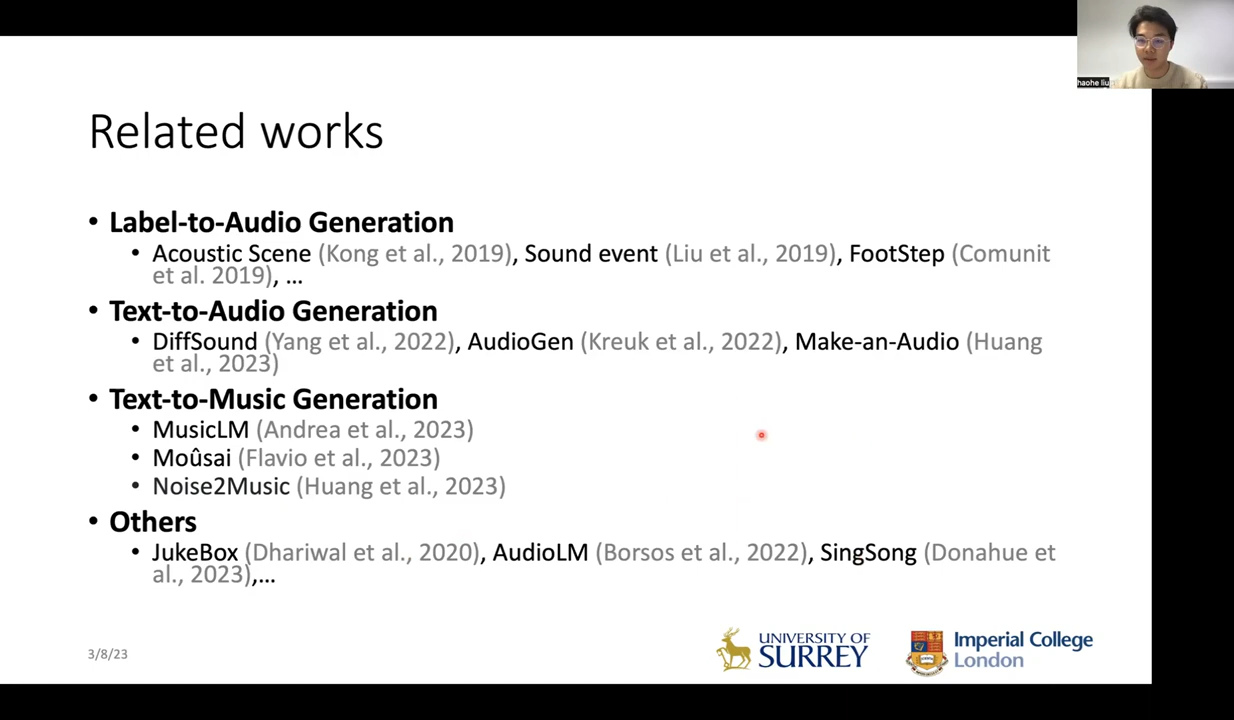 haohe liu
Related works
• Label-to-Audio Generation
• Acoustic Scene (Kong et al., 2019), Sound event (Liu et al., 2019), FootStep (Comunit
et al. 2019), ...
• Text-to-Audio Generation
• DiffSound (Yang et al., 2022), AudioGen (Kreuk et al., 2022), Make-an-Audio (Huang
et al., 2023)
• Text-to-Music Generation
• MusicLM (Andrea et al., 2023)
• Moûsai (Flavio et al., 2023)
• Noise2Music (Huang et al., 2023)
• Others
• JukeBox (Dhariwal et al., 2020), AudioLM (Borsos et al., 2022), SingSong (Donahue et
al., 2023),...
3/8/23
UNIVERSITY OF
SURREY
Imperial College
London